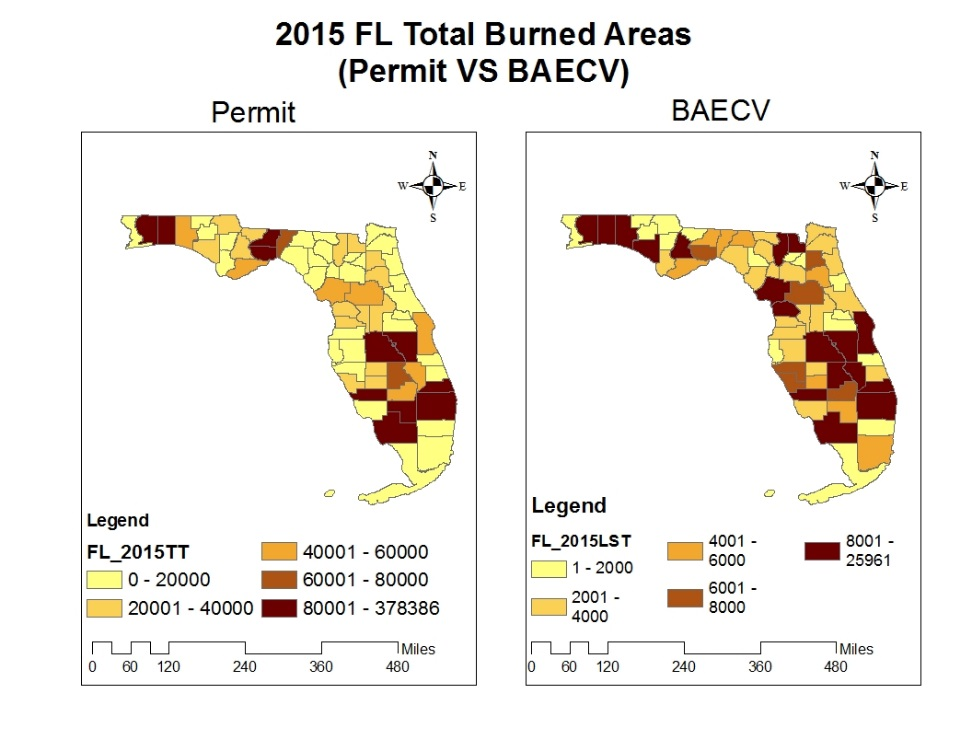 2015 FL Total Burned Areas
(Permit VS BAECV)
Permit
N
W E
S
Legend
FL_2015TT
0 - 20000
20001 - 40000
40001 - 60000
60001 - 80000
80001 - 378386
Miles
0 60 120 240 360 480
BAECV
N
W E
S
Legend
FL_2015LST
1 - 2000
2001 -
4000
4001 -
6000
6001 -
8000
8001 -
25961
Miles
0 60 120 240 360 480